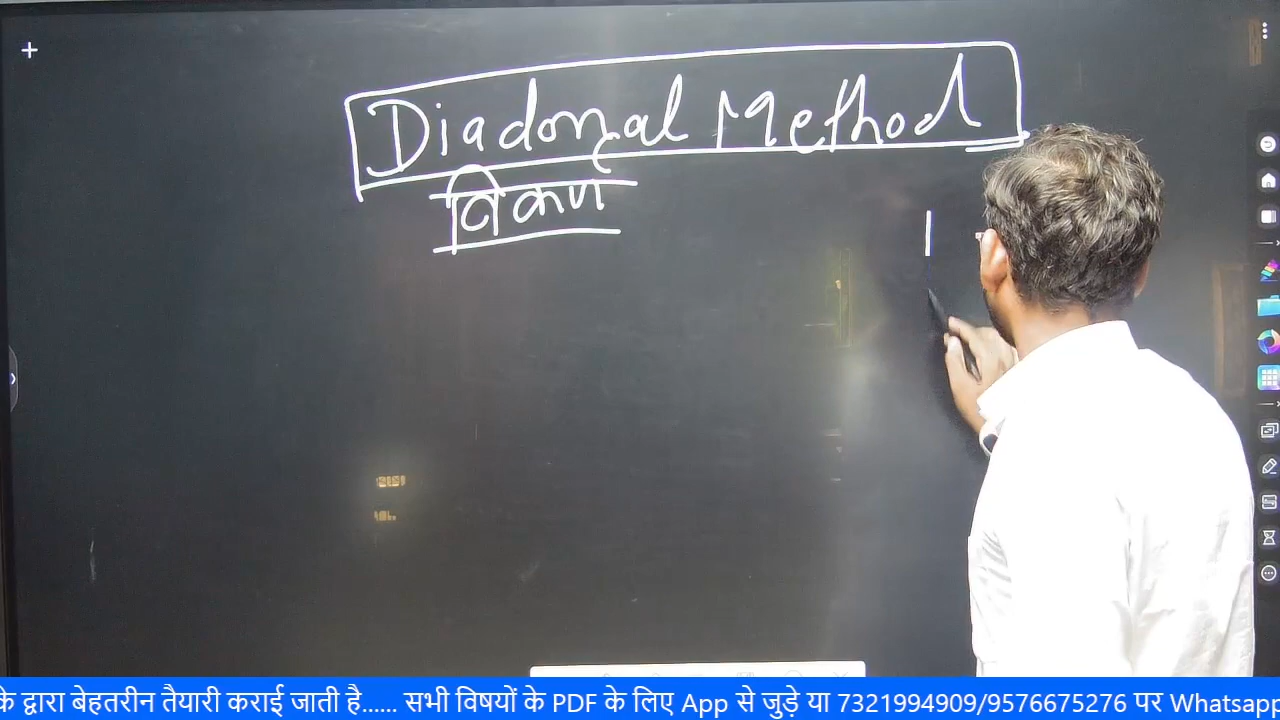 Diadonal Method
विकर्ण
के द्वारा बेहतरीन तैयारी कराई जाती है...... सभी विषयों के PDF के लिए App से जुड़े या 7321994909/9576675276 पर Whatsapp